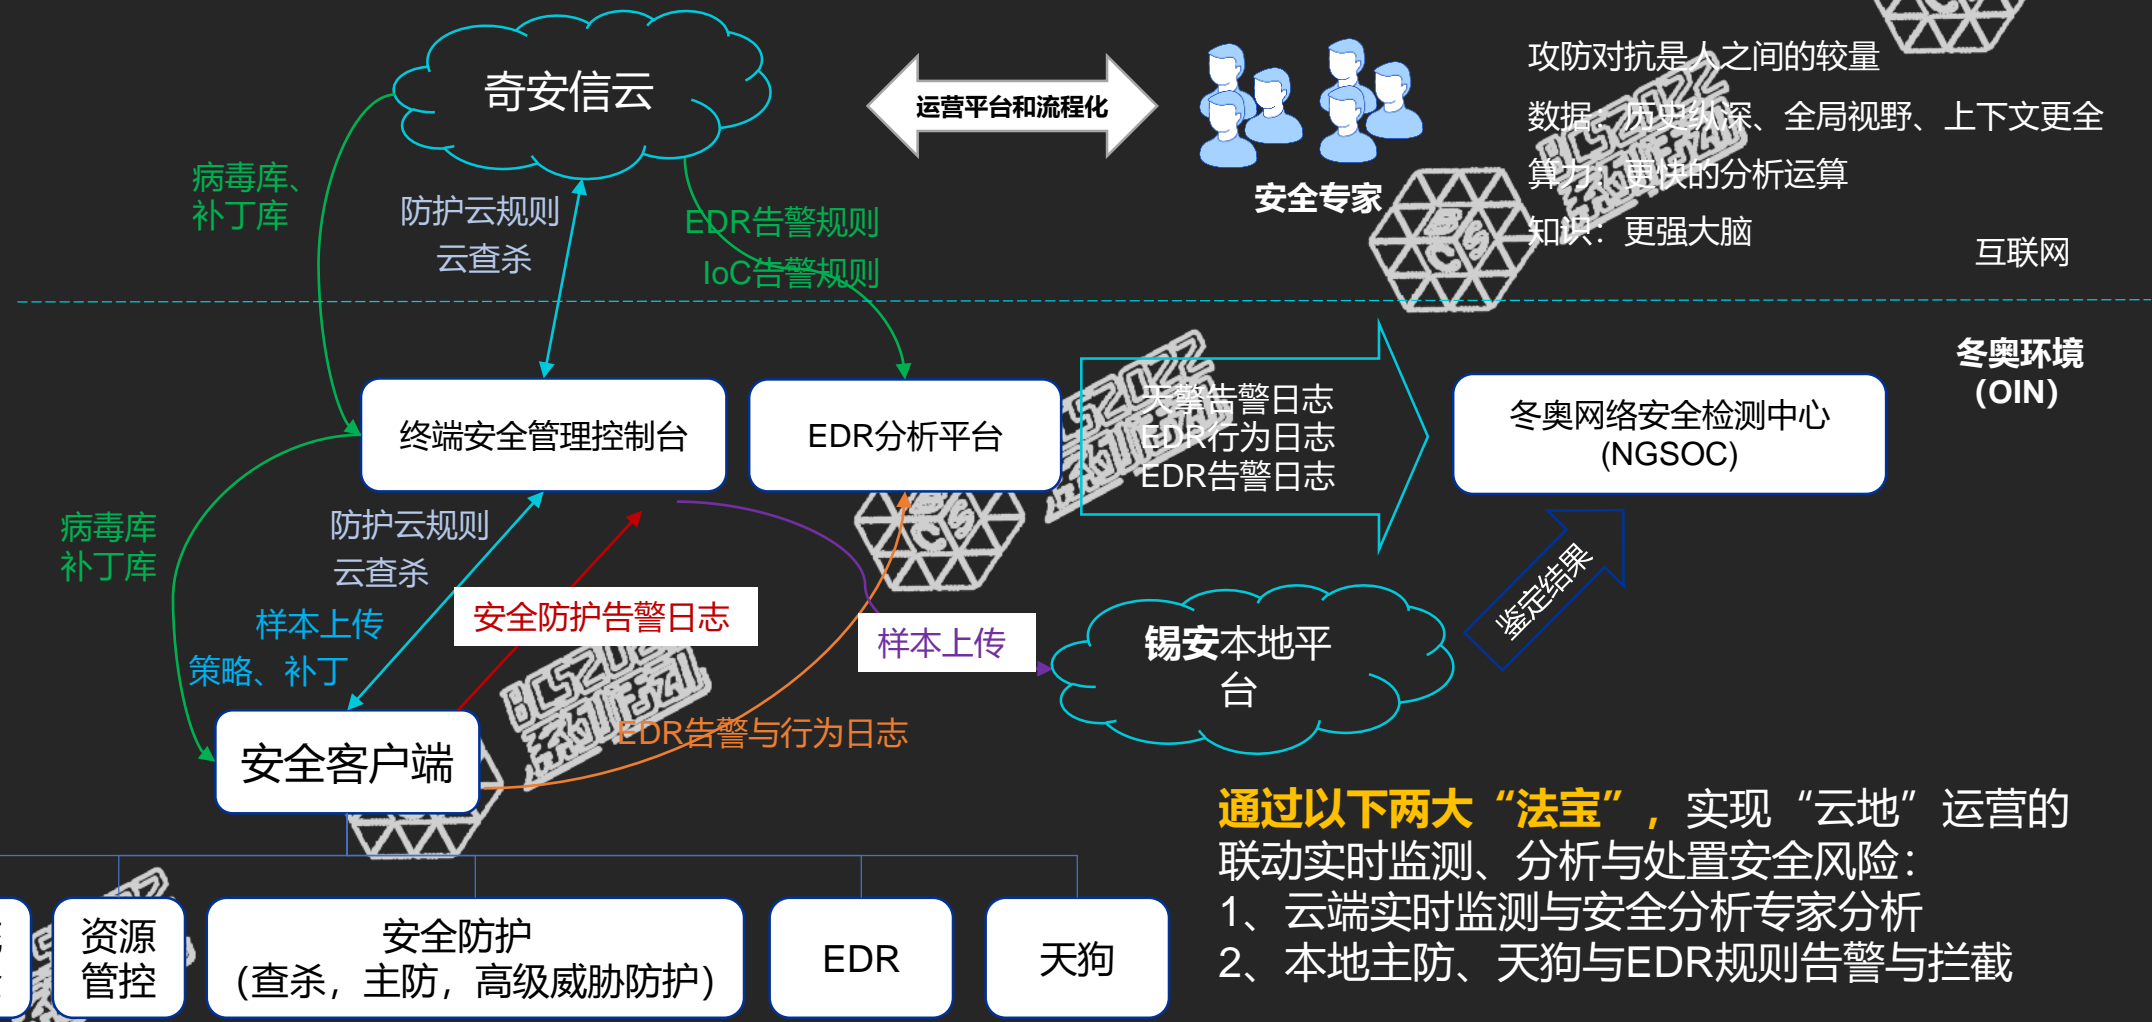 奇安信云
运营平台和流程化
安全专家
攻防对抗是人之间的较量
数据：历史纵深、全局视野、上下文更全
算力：更快的分析运算
知识：更强大脑
互联网
病毒库、
补丁库
防护云规则
云查杀
EDR告警规则
IoC告警规则
冬奥环境
（OIN）
终端安全管理控制台
EDR分析平台
天擎告警日志
EDR行为日志
EDR告警日志
冬奥网络安全检测中心
(NGSOC)
病毒库
补丁库
防护云规则
云查杀
样本上传
策略、补丁
安全防护告警日志
样本上传
锡安本地平
台
鉴定结果
EDR告警与行为日志
安全客户端
资源
管控
安全防护
(查杀，主防，高级威胁防护)
EDR
天狗
通过以下两大“法宝”，实现“云地”运营的
联动实时监测、分析与处置安全风险：
1、云端实时监测与安全分析专家分析
2、本地主防、天狗与EDR规则告警与拦截
BCS2022